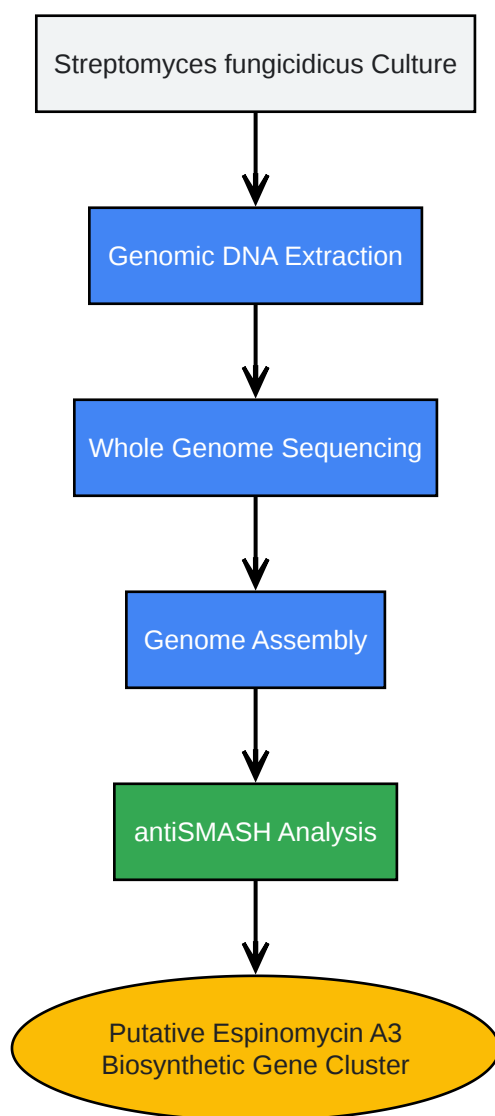 Streptomyces fungicidicus Culture
Genomic DNA Extraction
Whole Genome Sequencing
Genome Assembly
antiSMASH Analysis
Putative Espinomycin A3
Biosynthetic Gene Cluster